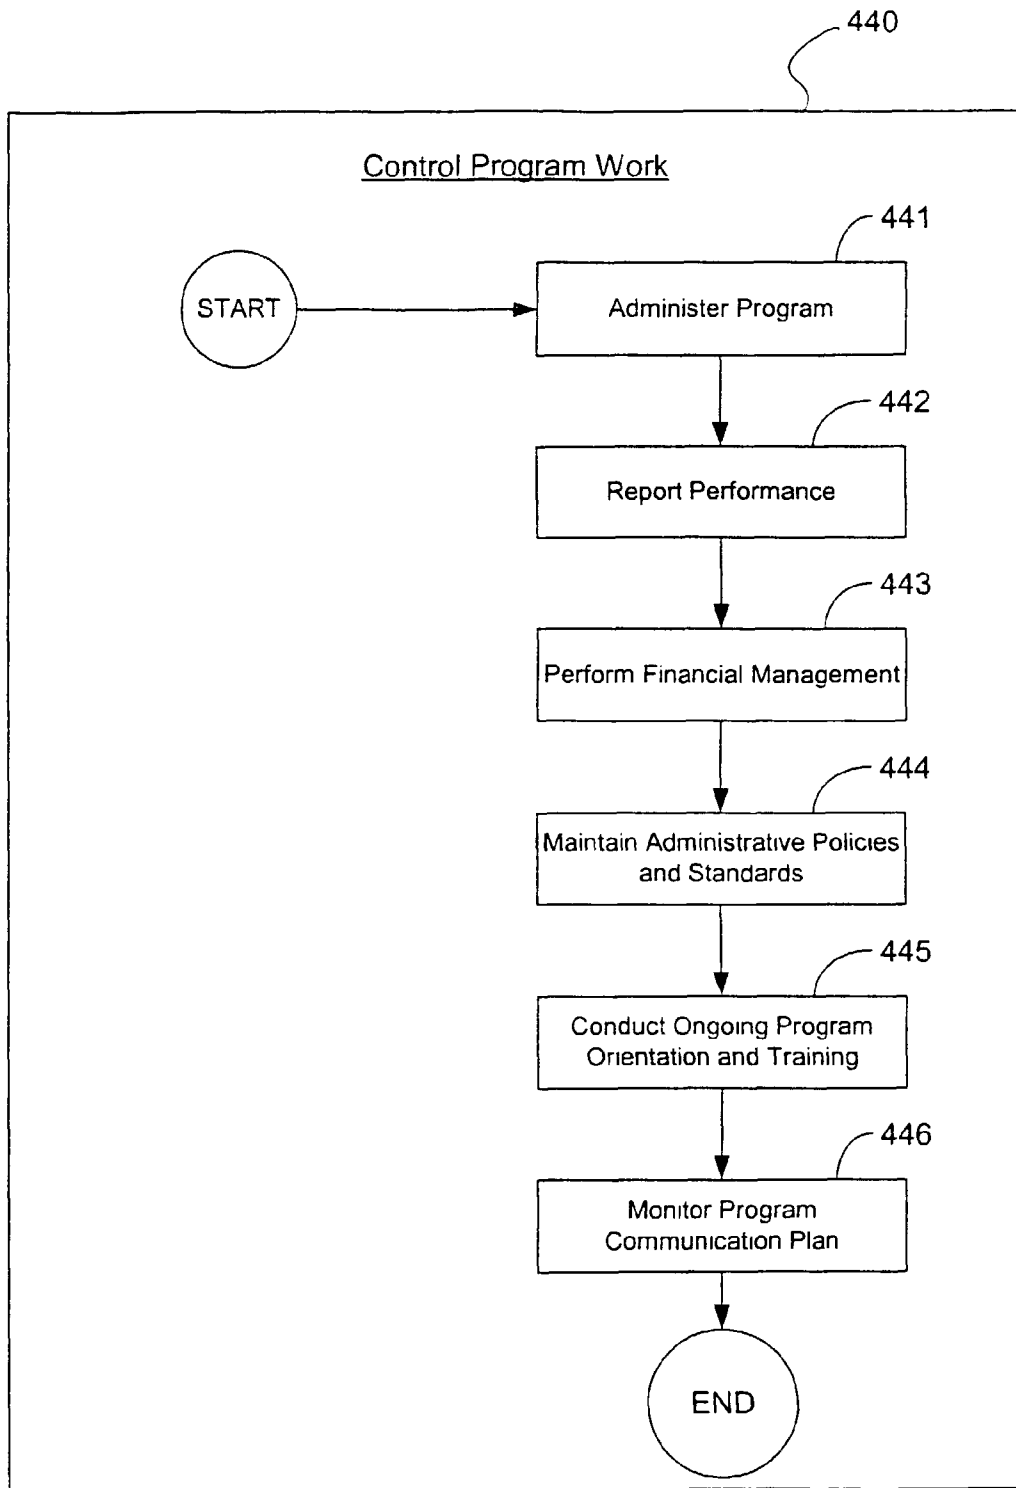 440
Control Program Work
441
START
Administer Program
442
Report Performance
443
Perform Financial Management
444
Maintain Administrative Policies
and Standards
445
Conduct Ongoing Program
Orientation and Training
446
Monitor Program
Communication Plan
END